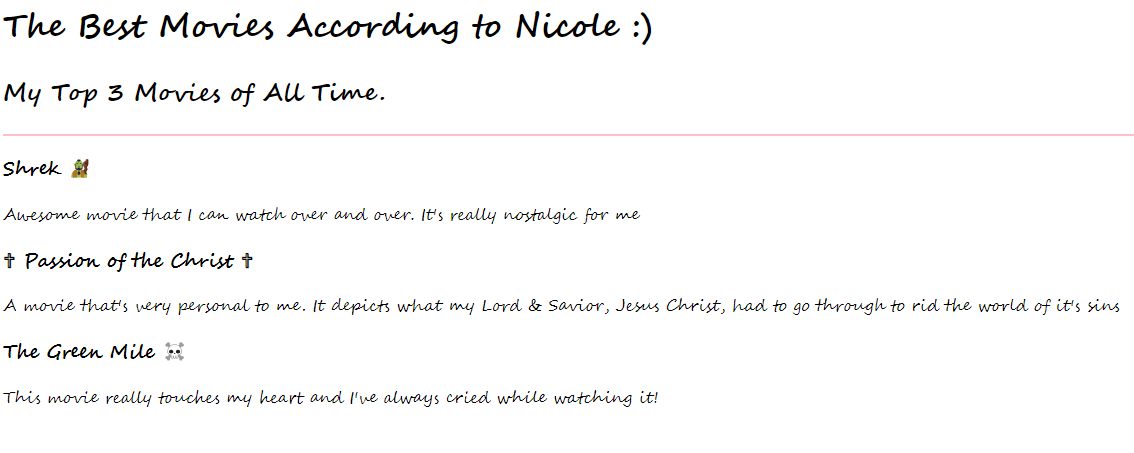 The Best Movies According to Nicole :)
My Top 3 Movies of All Time.
Shrek 🧌
Awesome movie that I can watch over and over. It's really nostalgic for me
✝ Passion of the Christ ✝
A movie that's very personal to me. It depicts what my Lord & Savior, Jesus Christ, had to go through to rid the world of it's sins
The Green Mile ☠
This movie really touches my heart and I've always cried while watching it!